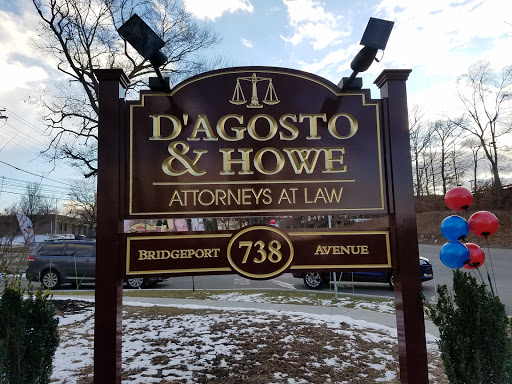 D'AGOSTO
& HOWE
ATTORNEYS AT LAW
BRIDGEPORT 738 AVENUE